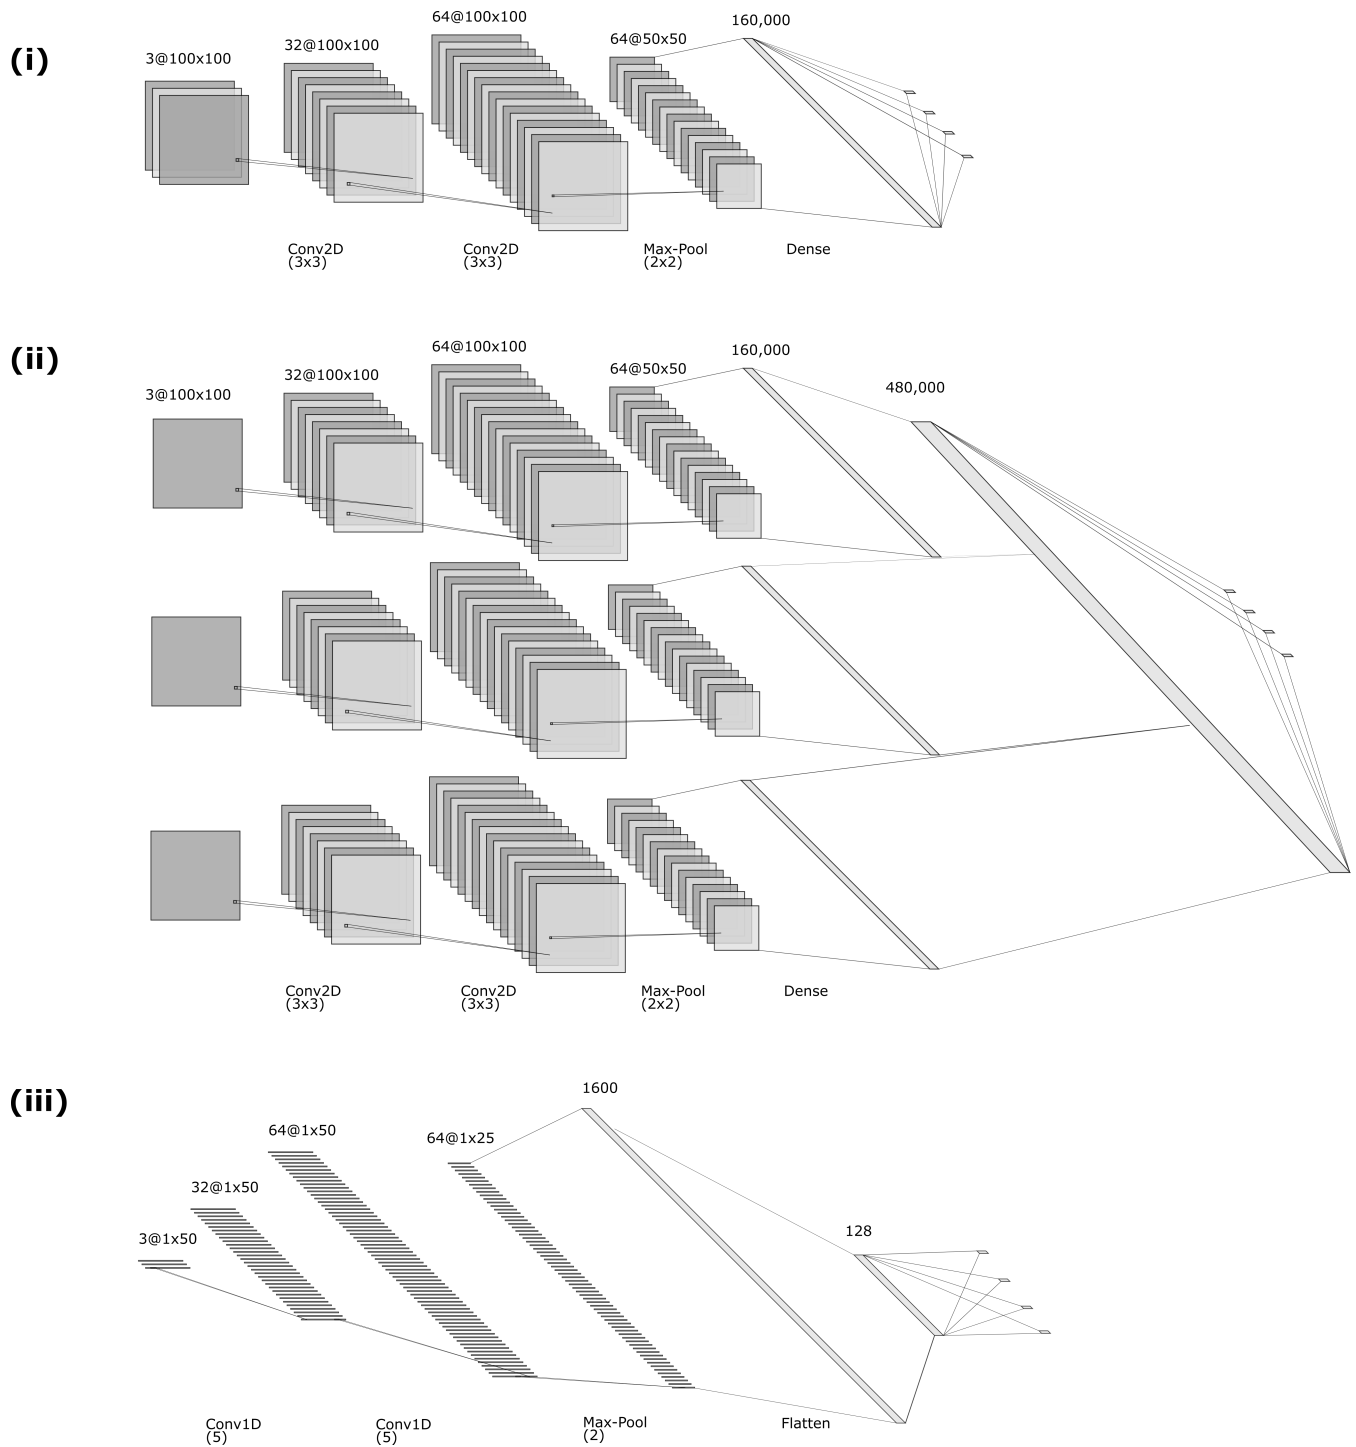 (i)
3@100x100
32@100x100
64@100x100
64@50x50
160,000
Conv2D
(3x3)
Conv2D
(3x3)
Max-Pool
(2x2)
Dense
(ii)
3@100x100
32@100x100
64@100x100
64@50x50
160,000
480,000
Conv2D
(3x3)
Conv2D
(3x3)
Max-Pool
(2x2)
Dense
(iii)
3@1x50
32@1x50
64@1x50
64@1x25
1600
128
Conv1D
(5)
Conv1D
(5)
Max-Pool
(2)
Flatten